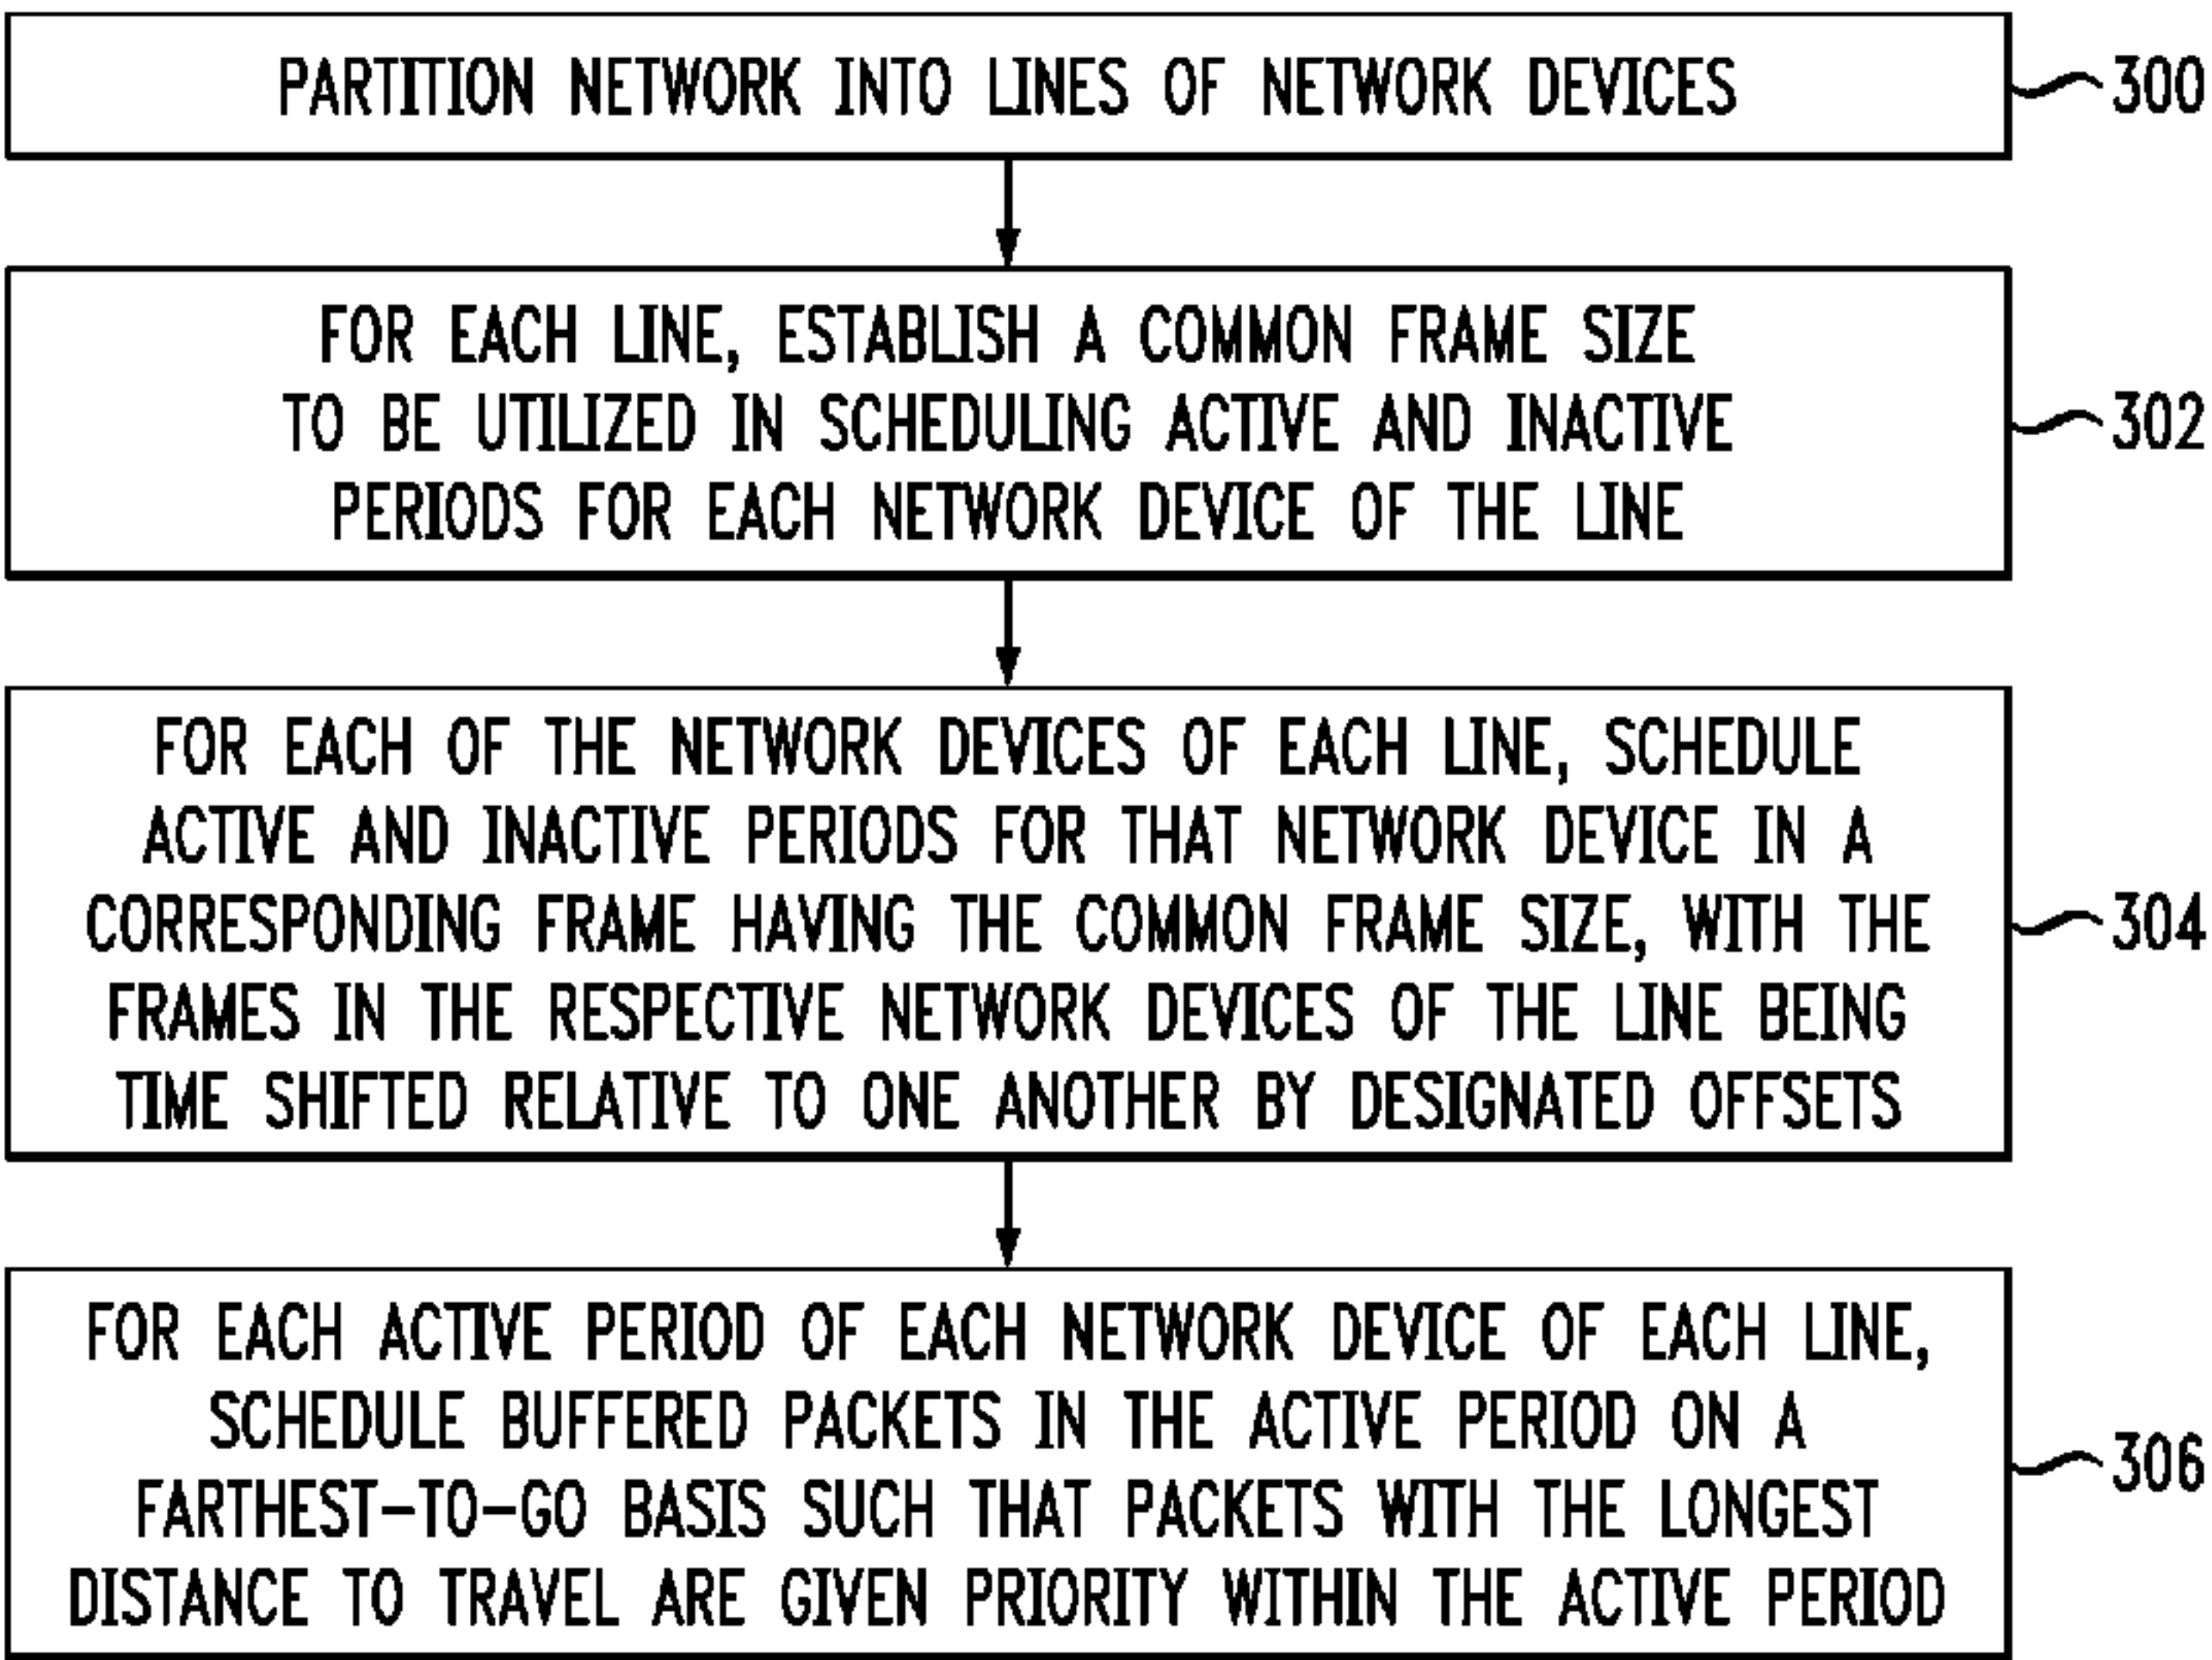 PARTITION NETWORK INTO LINES OF NETWORK DEVICES
300
FOR EACH LINE, ESTABLISH A COMMON FRAME SIZE
TO BE UTILIZED IN SCHEDULING ACTIVE AND INACTIVE
PERIODS FOR EACH NETWORK DEVICE OF THE LINE
302
FOR EACH OF THE NETWORK DEVICES OF EACH LINE, SCHEDULE
ACTIVE AND INACTIVE PERIODS FOR THAT NETWORK DEVICE IN A
CORRESPONDING FRAME HAVING THE COMMON FRAME SIZE, WITH THE
FRAMES IN THE RESPECTIVE NETWORK DEVICES OF THE LINE BEING
TIME SHIFTED RELATIVE TO ONE ANOTHER BY DESIGNATED OFFSETS
304
FOR EACH ACTIVE PERIOD OF EACH NETWORK DEVICE OF EACH LINE,
SCHEDULE BUFFERED PACKETS IN THE ACTIVE PERIOD ON A
FARTHEST-TO-GO BASIS SUCH THAT PACKETS WITH THE LONGEST
DISTANCE TO TRAVEL ARE GIVEN PRIORITY WITHIN THE ACTIVE PERIOD
306